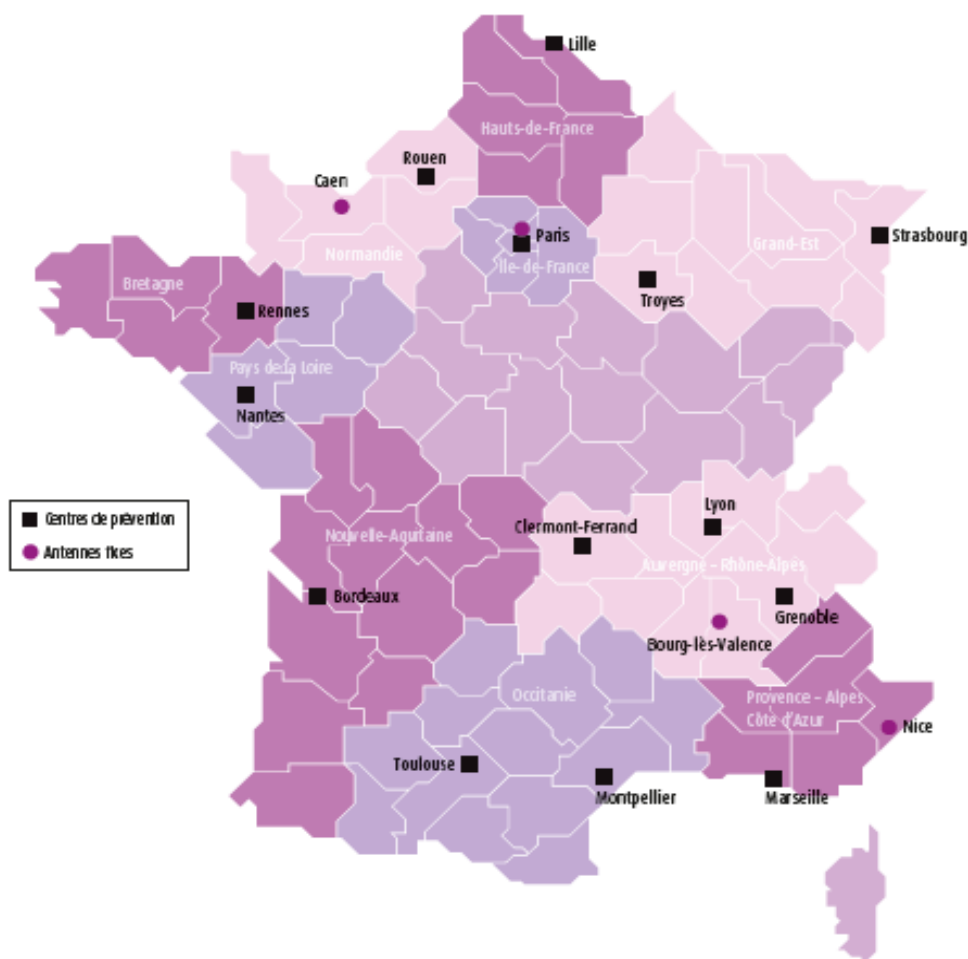 Lille
Hauts-de-France
Rouen
Caen
Paris
Strasbourg
Normandie
Grand-Est
Île-de-France
Bretagne
Troyes
Rennes
Pays de la Loire
Nantes
Lyon
Centres de prévention
Clermont-Ferrand
Nouvelle-Aquitaine
Antennes fixes
Auvergne – Rhône-Alpes
Bordeaux
Grenoble
Bourg-lès-Valence
Occitanie
Provence – Alpes
Côte d'Azur
Nice
Toulouse
Montpellier
Marseille